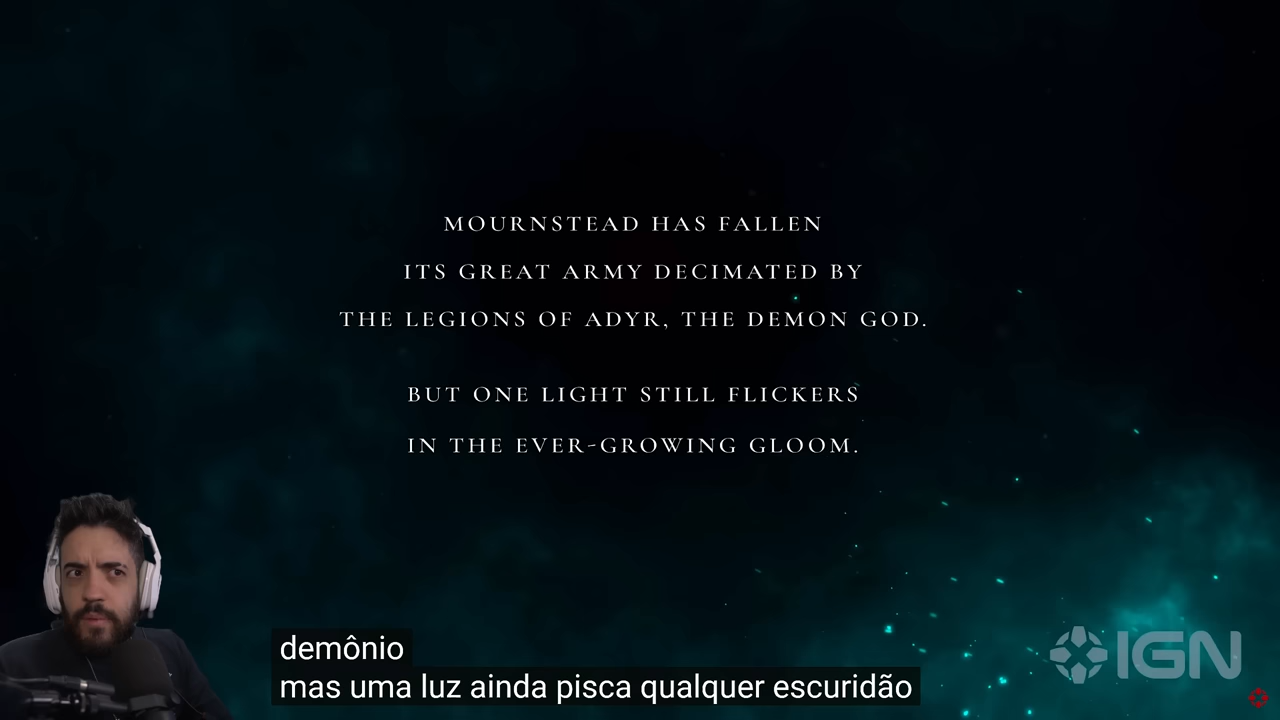 MOURNSTEAD HAS FALLEN
ITS GREAT ARMY DECIMATED BY
THE LEGIONS OF ADYR, THE DEMON GOD.
BUT ONE LIGHT STILL FLICKERS
IN THE EVER-GROWING GLOOM.
demônio
mas uma luz ainda pisca qualquer escuridão
IGN